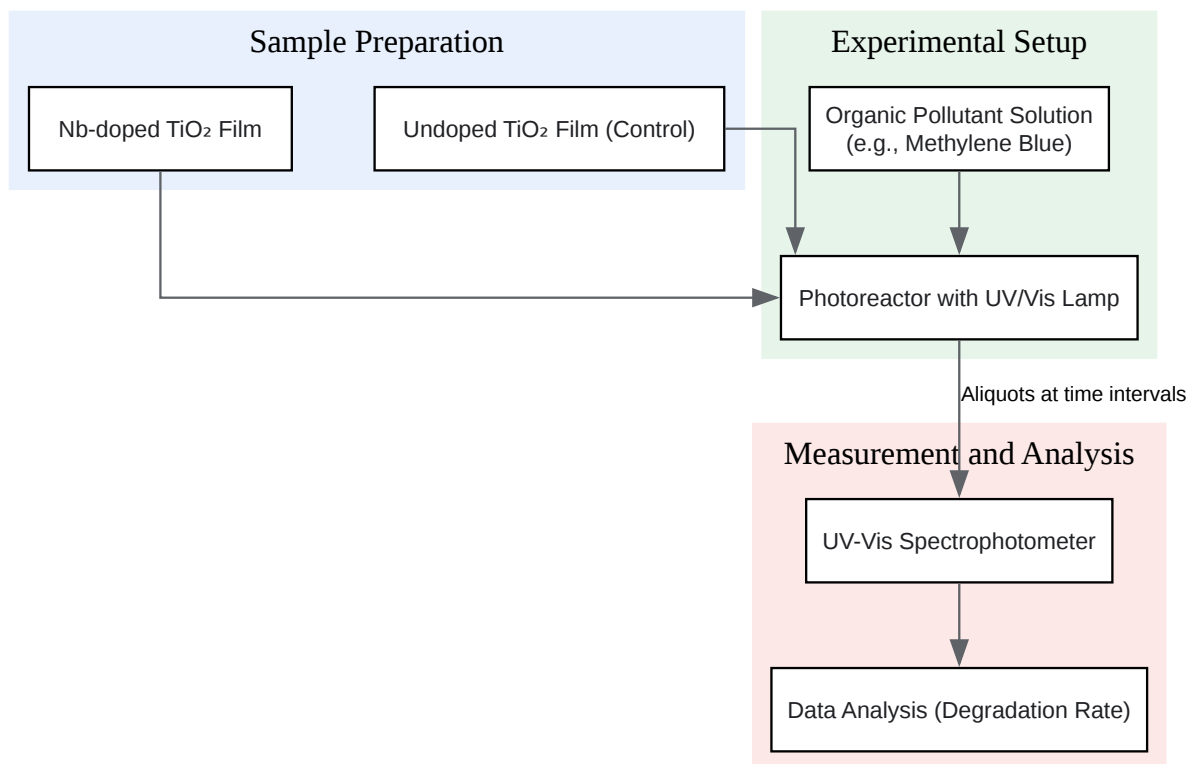 Sample Preparation
Nb-doped TiO₂ Film
Undoped TiO₂ Film (Control)
Experimental Setup
Organic Pollutant Solution
(e.g., Methylene Blue)
Photoreactor with UV/Vis Lamp
Aliquots at time intervals
Measurement and Analysis
UV-Vis Spectrophotometer
Data Analysis (Degradation Rate)